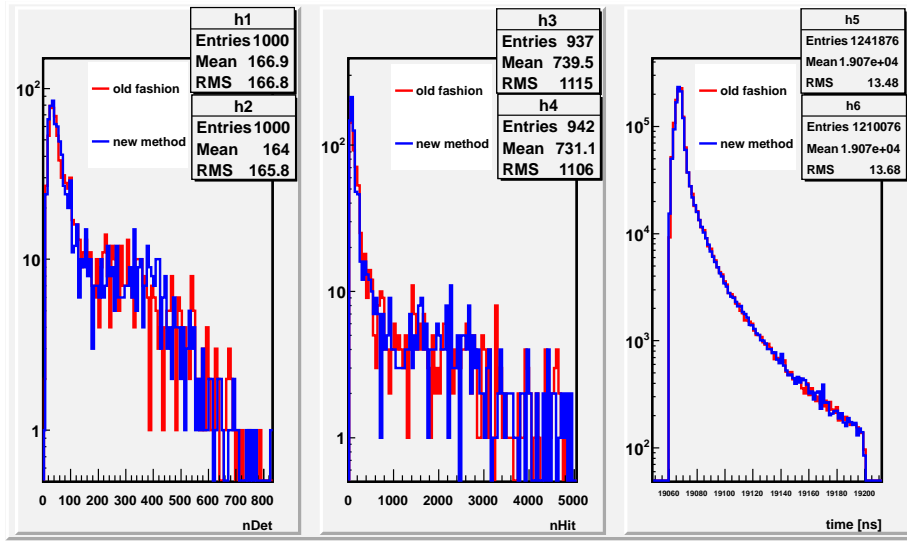 h1
Entries 1000
Mean 166.9
RMS 166.8
h2
Entries 1000
Mean 164
RMS 165.8
old fashion
new method
10²
10
1
0 100 200 300 400 500 600 700 800
nDet
h3
Entries 937
Mean 739.5
RMS 1115
h4
Entries 942
Mean 731.1
RMS 1106
old fashion
new method
10²
10
1
0 1000 2000 3000 4000 5000
nHit
h5
Entries 1241876
Mean 1.907e+04
RMS 13.48
h6
Entries 1210076
Mean 1.907e+04
RMS 13.68
old fashion
new method
10⁵
10⁴
10³
10²
19060 19080 19100 19120 19140 19160 19180 19200
time [ns]